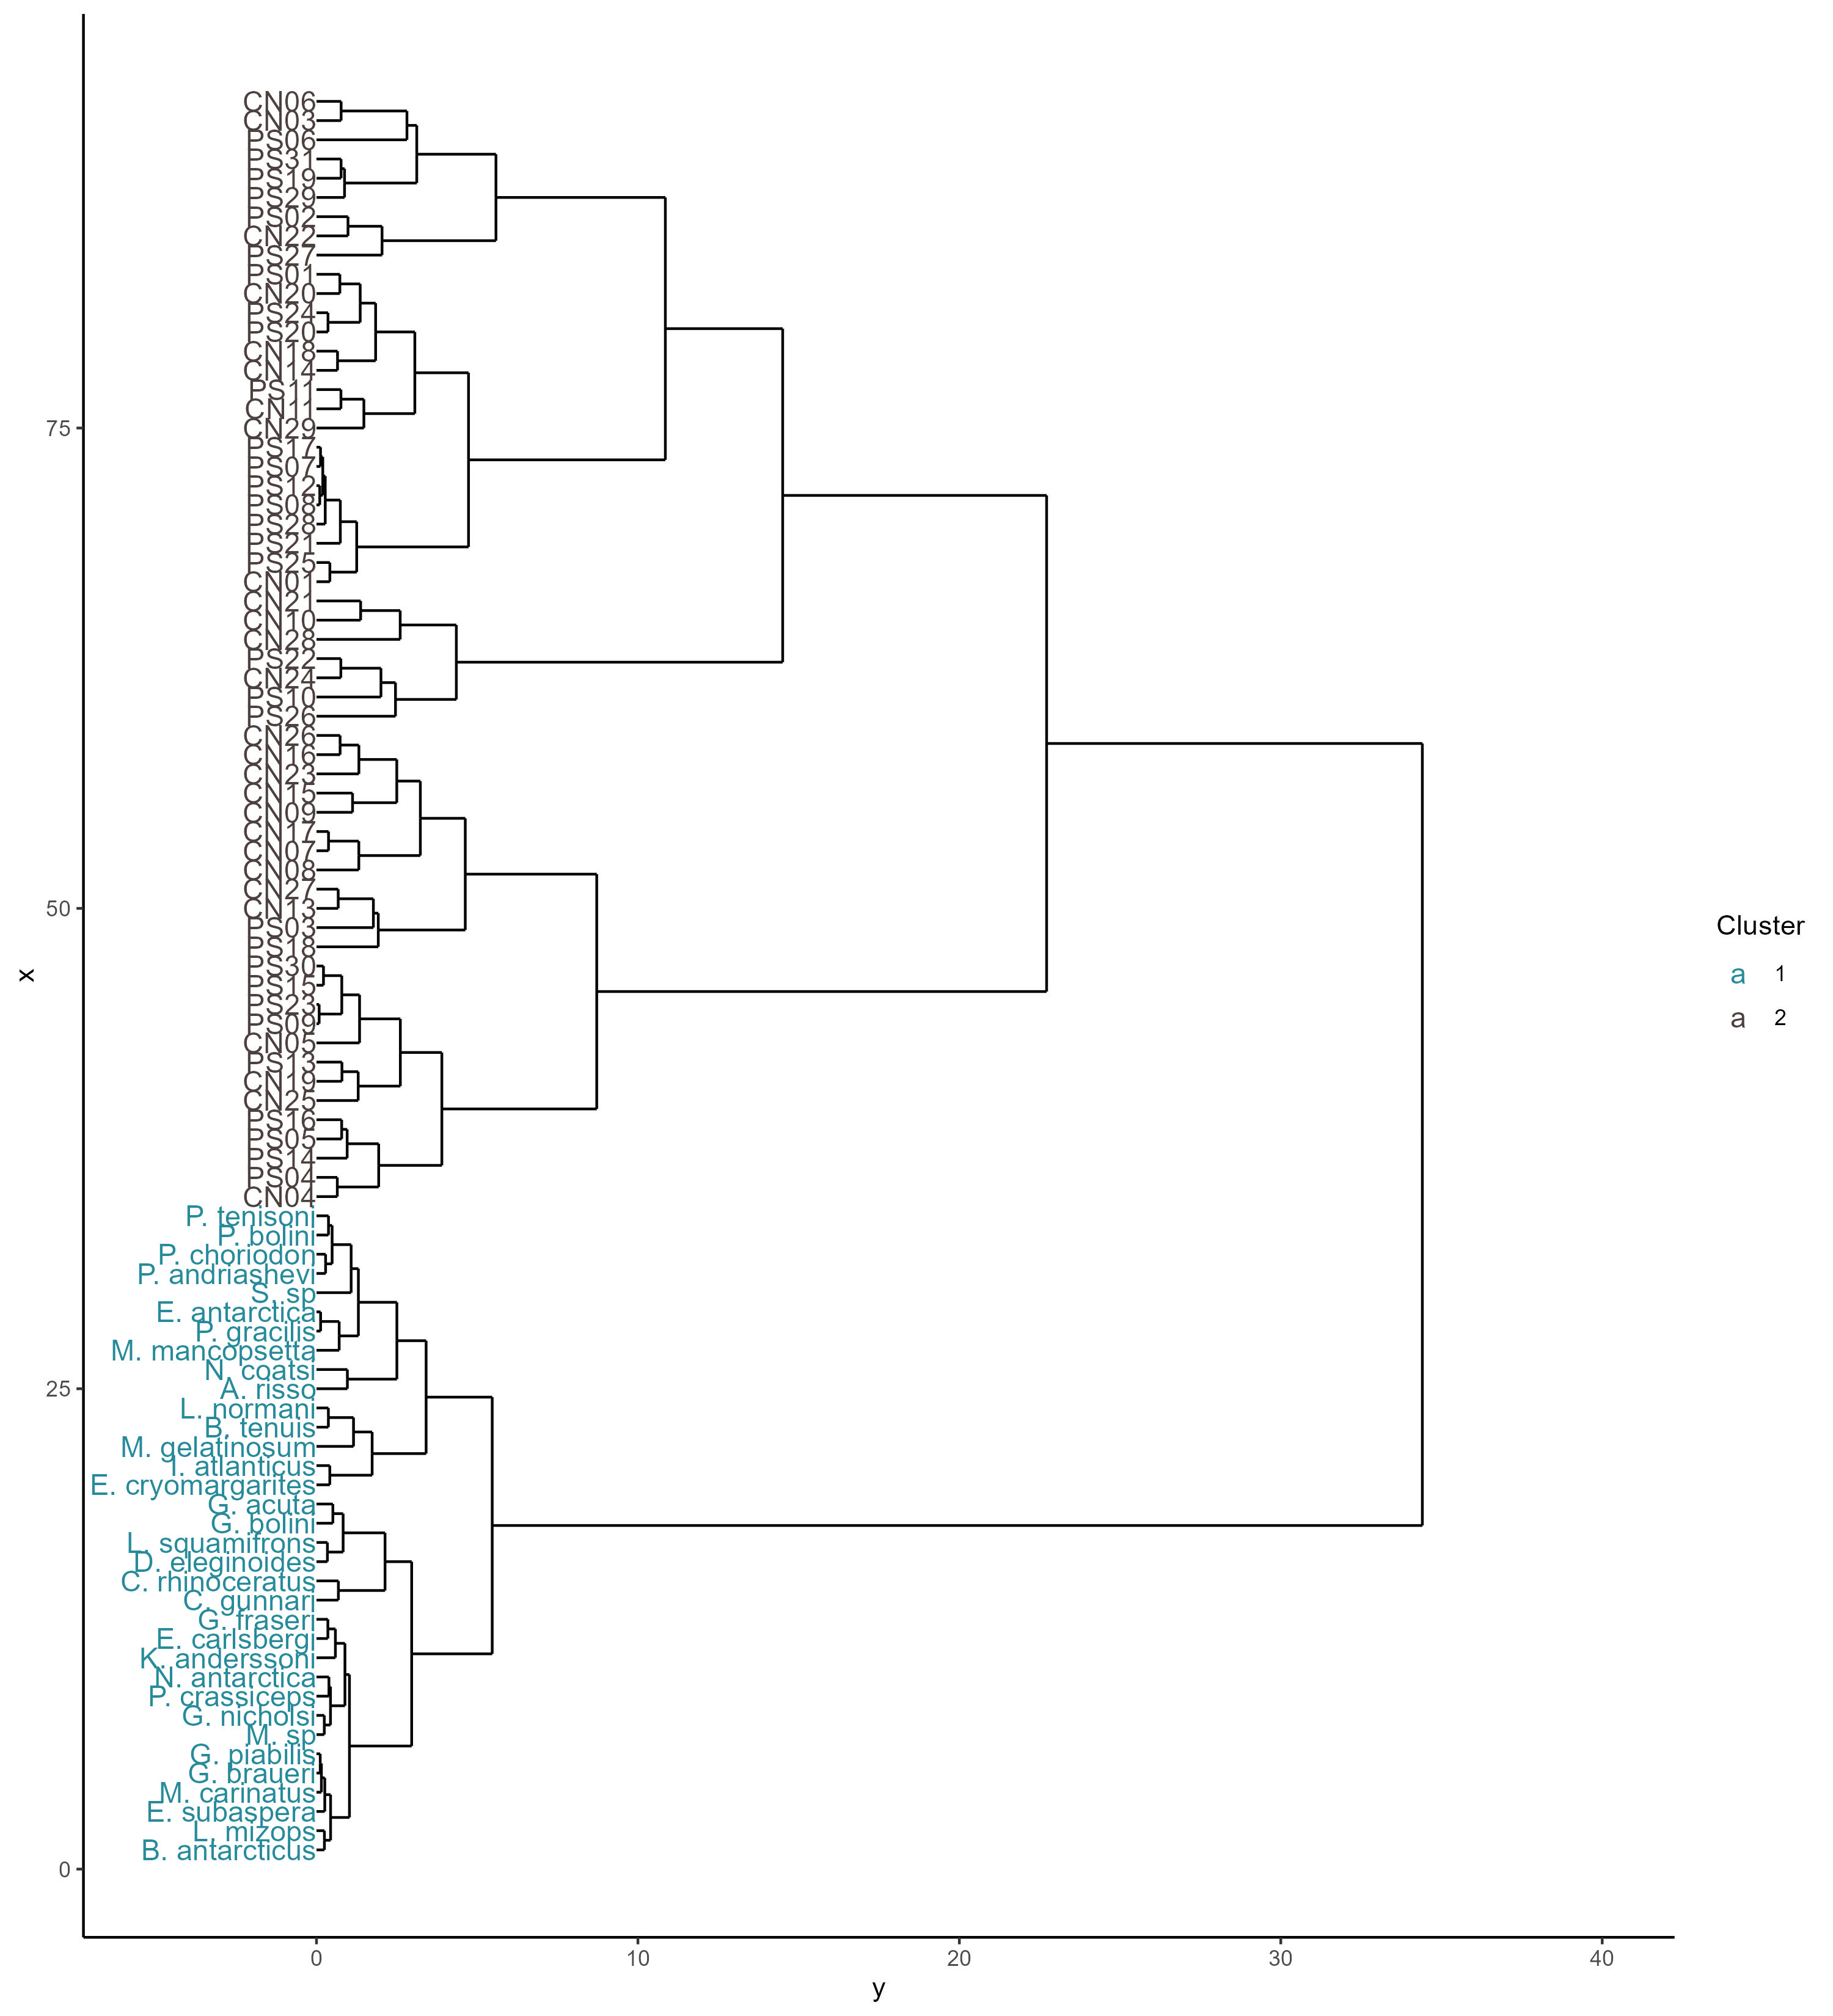 CN06
CN03
PS06
PS31
PS19
PS29
PS02
CN22
PS27
PS01
CN20
PS24
PS20
CN18
CN14
PS11
CN11
CN29
75
PS17
PS07
PS12
PS08
PS28
PS21
PS25
CN01
CN21
CN10
CN28
PS22
CN24
PS10
PS26
CN26
CN16
CN23
CN15
CN09
CN17
CN07
CN08
CN27
CN13
50
PS03
PS18
PS30
PS15
PS23
PS09
CN05
PS13
CN19
CN25
PS16
PS05
PS14
PS04
CN04
P. tenisoni
P. bolini
P. choriodon
P. andriashevi
S. sp
E. antarctica
P. gracilis
M. mancopsetta
N. coatsi
A. risso
25
L. normani
B. tenuis
M. gelatinosum
I. atlanticus
E. cryomargarites
G. acuta
G. bolini
L. squamifrons
D. eleginoides
C. rhinoceratus
C. gunnari
G. fraseri
E. carlsbergi
K. anderssoni
N. antarctica
P. crassiceps
G. nicholsi
M. sp
G. piabilis
G. braueri
M. carinatus
E. subaspera
L. mizops
B. antarcticus
0
x
0 10 20 30 40
y
Cluster
a 1
a 2